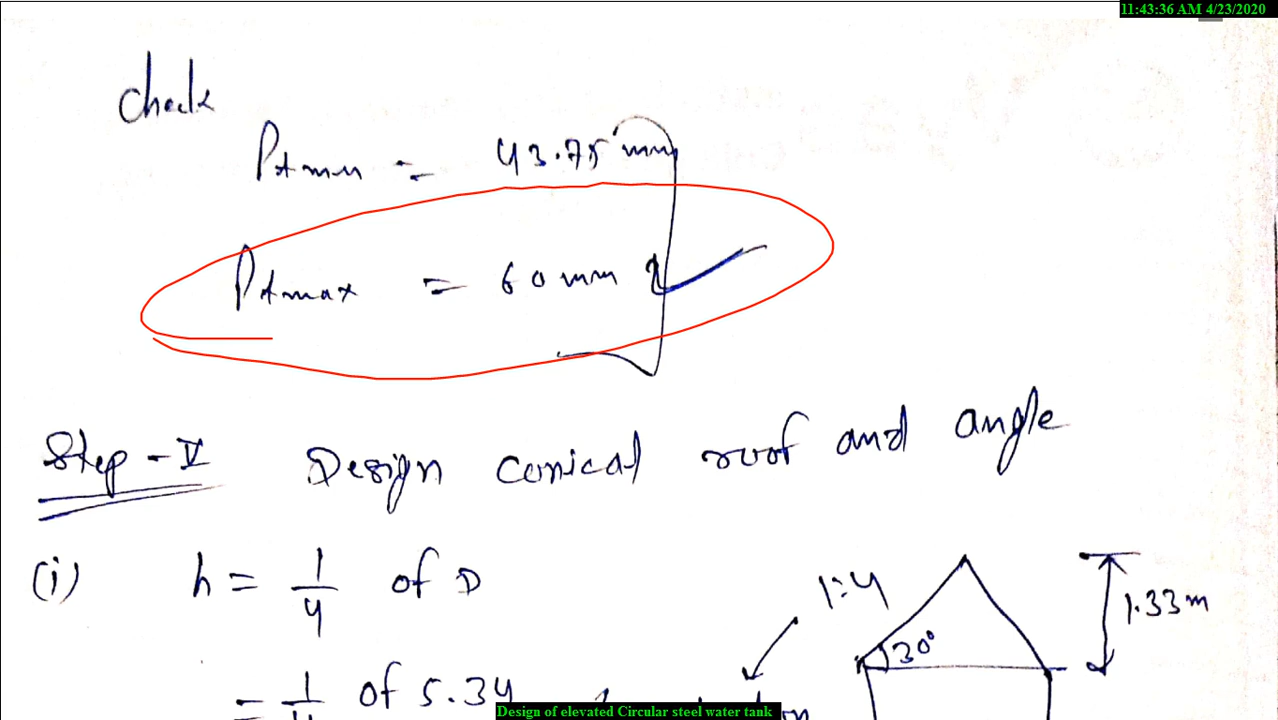 11:43:36 AM 4/23/2020
Check
Ptmin = 43.75 mm
Ptmax = 60 mm
Step - V Design conical roof and angle
(i) h = 1/4 of D
1:4
30°
1.33m
= 1/4 of 5.34
Design of elevated Circular steel water tank